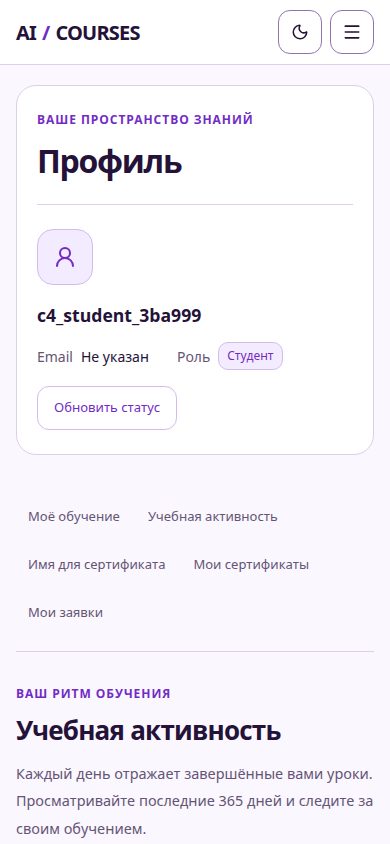 AI / COURSES
ВАШЕ ПРОСТРАНСТВО ЗНАНИЙ
Профиль
c4_student_3ba999
Email Не указан Роль Студент
Обновить статус
Моё обучение Учебная активность
Имя для сертификата Мои сертификаты
Мои заявки
ВАШ РИТМ ОБУЧЕНИЯ
Учебная активность
Каждый день отражает завершённые вами уроки.
Просматривайте последние 365 дней и следите за
своим обучением.